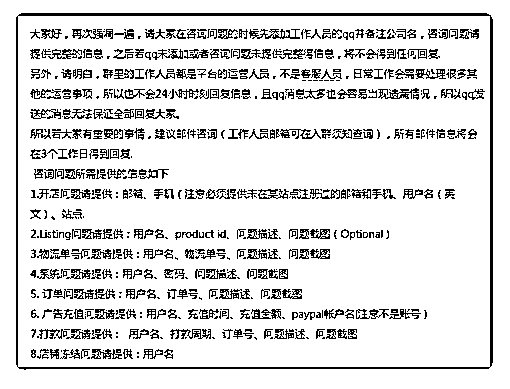 大家好，再次强调一遍，请大家在咨询问题的时候先添加工作人员的qq并备注公司名，咨询问题请
提供完整的信息，之后若qq未添加或者咨询问题未提供完整得信息，将不会得到任何回复.
另外，请明白，群里的工作人员都是平台的运营人员，不是客服人员，日常工作会需要处理很多其
他的运营事项，所以也不会24小时时刻回复信息，且qq消息太多也会容易出现遗漏情况，所以qq发
送的消息无法保证全部回复大家。
所以若大家有重要的事情，建议邮件咨询（工作人员邮箱可在入群须知查询），所有邮件信息将会
在3个工作日得到回复.
咨询问题所需提供的信息如下
1.开店问题请提供：邮箱、手机（注意必须提供未在某站点注册过的邮箱和手机、用户名（英
文）、站点.
2.Listing问题请提供：用户名、product id、问题描述、问题截图（Optional）
3.物流单号问题请提供：用户名、物流单号、问题描述、问题截图
4.系统问题请提供：用户名、密码、问题描述、问题截图
5. 订单问题请提供：用户名、订单号、问题描述、问题截图
6. 广告充值问题请提供：用户名、充值时间、充值金额、paypal帐户名(注意不是账号）
7.打款问题请提供： 用户名、打款周期、订单号、问题描述、问题截图
8.店铺冻结问题请提供：用户名